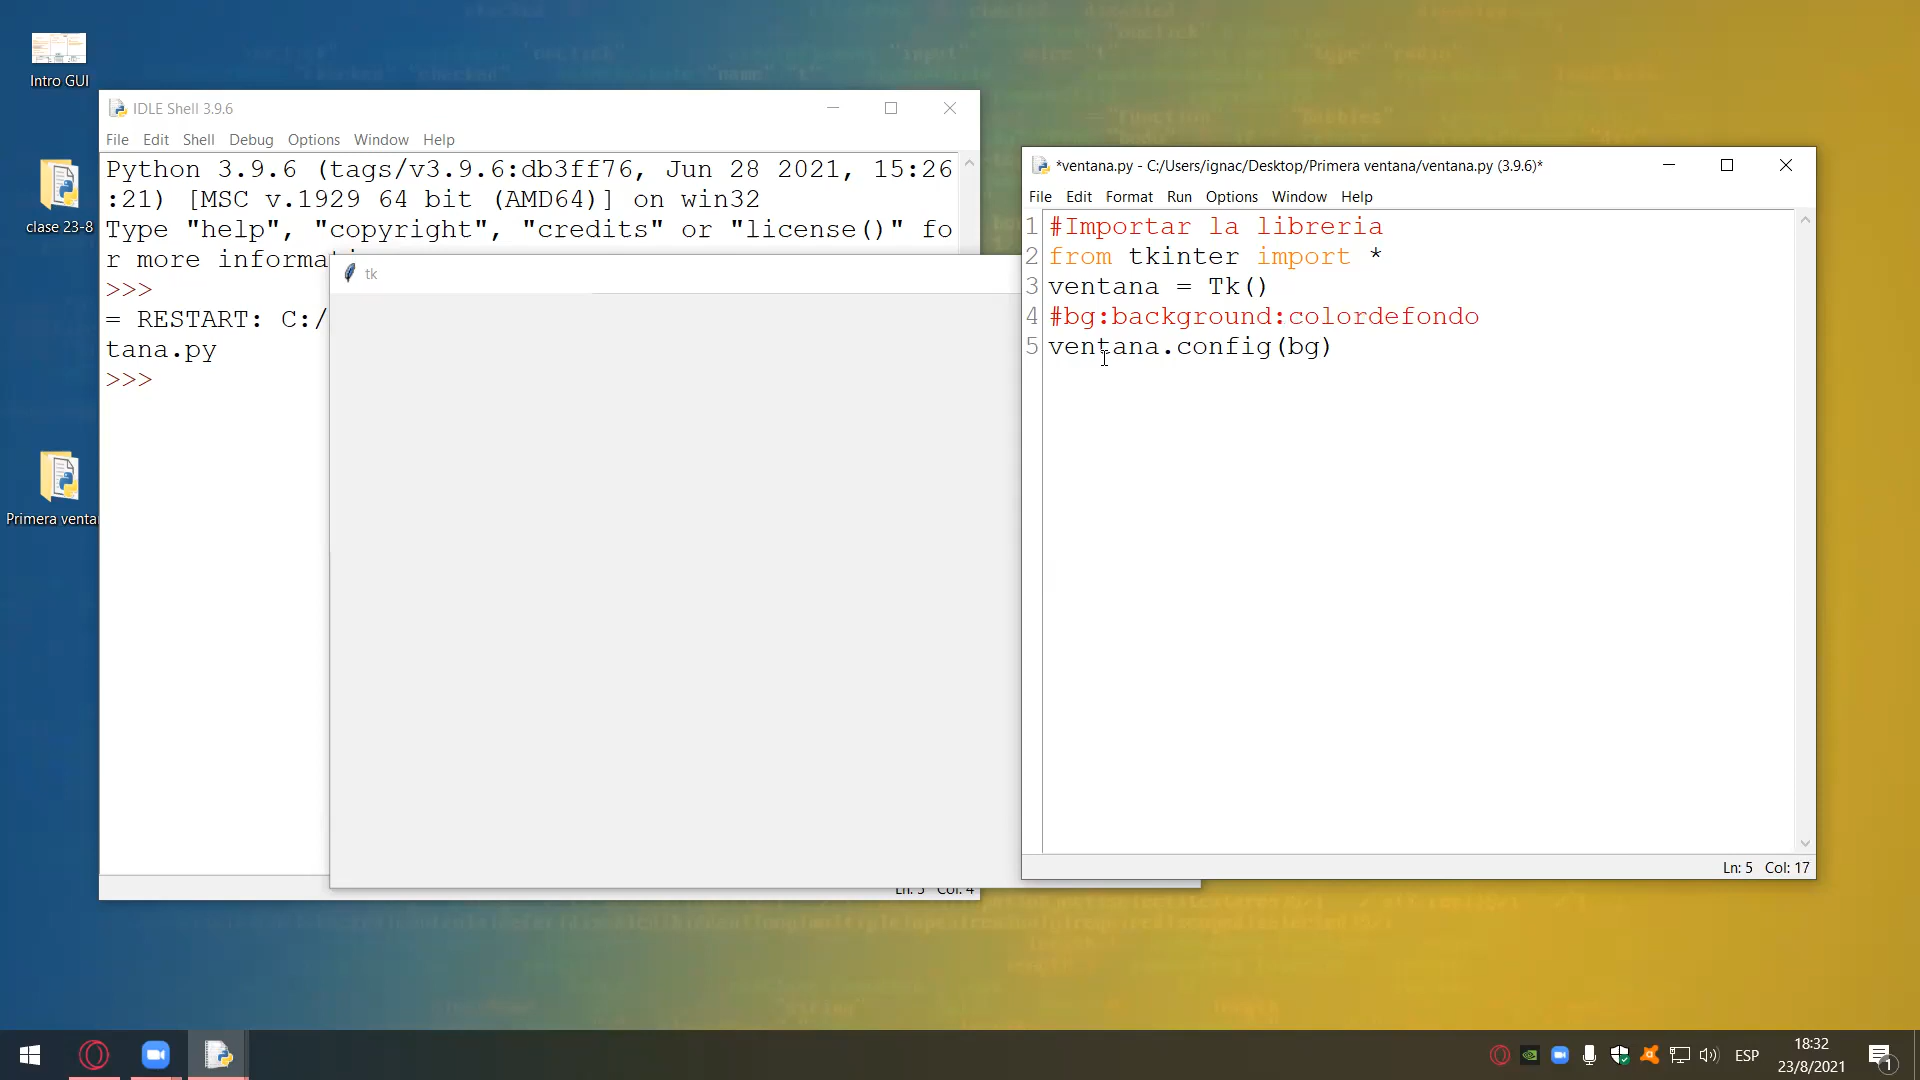 Intro GUI
clase 23-8
Primera venta
IDLE Shell 3.9.6
File Edit Shell Debug Options Window Help
Python 3.9.6 (tags/v3.9.6:db3ff76, Jun 28 2021, 15:26
:21) [MSC v.1929 64 bit (AMD64)] on win32
Type "help", "copyright", "credits" or "license()" fo
r more informa
>>>
= RESTART: C:/
tana.py
>>>
Ln: 5 Col: 4
tk
*ventana.py - C:/Users/ignac/Desktop/Primera ventana/ventana.py (3.9.6)*
File Edit Format Run Options Window Help
1 #Importar la libreria
2 from tkinter import *
3 ventana = Tk()
4 #bg:background:colordefondo
5 ventana.config(bg)
Ln: 5 Col: 17
ESP
18:32
23/8/2021
1